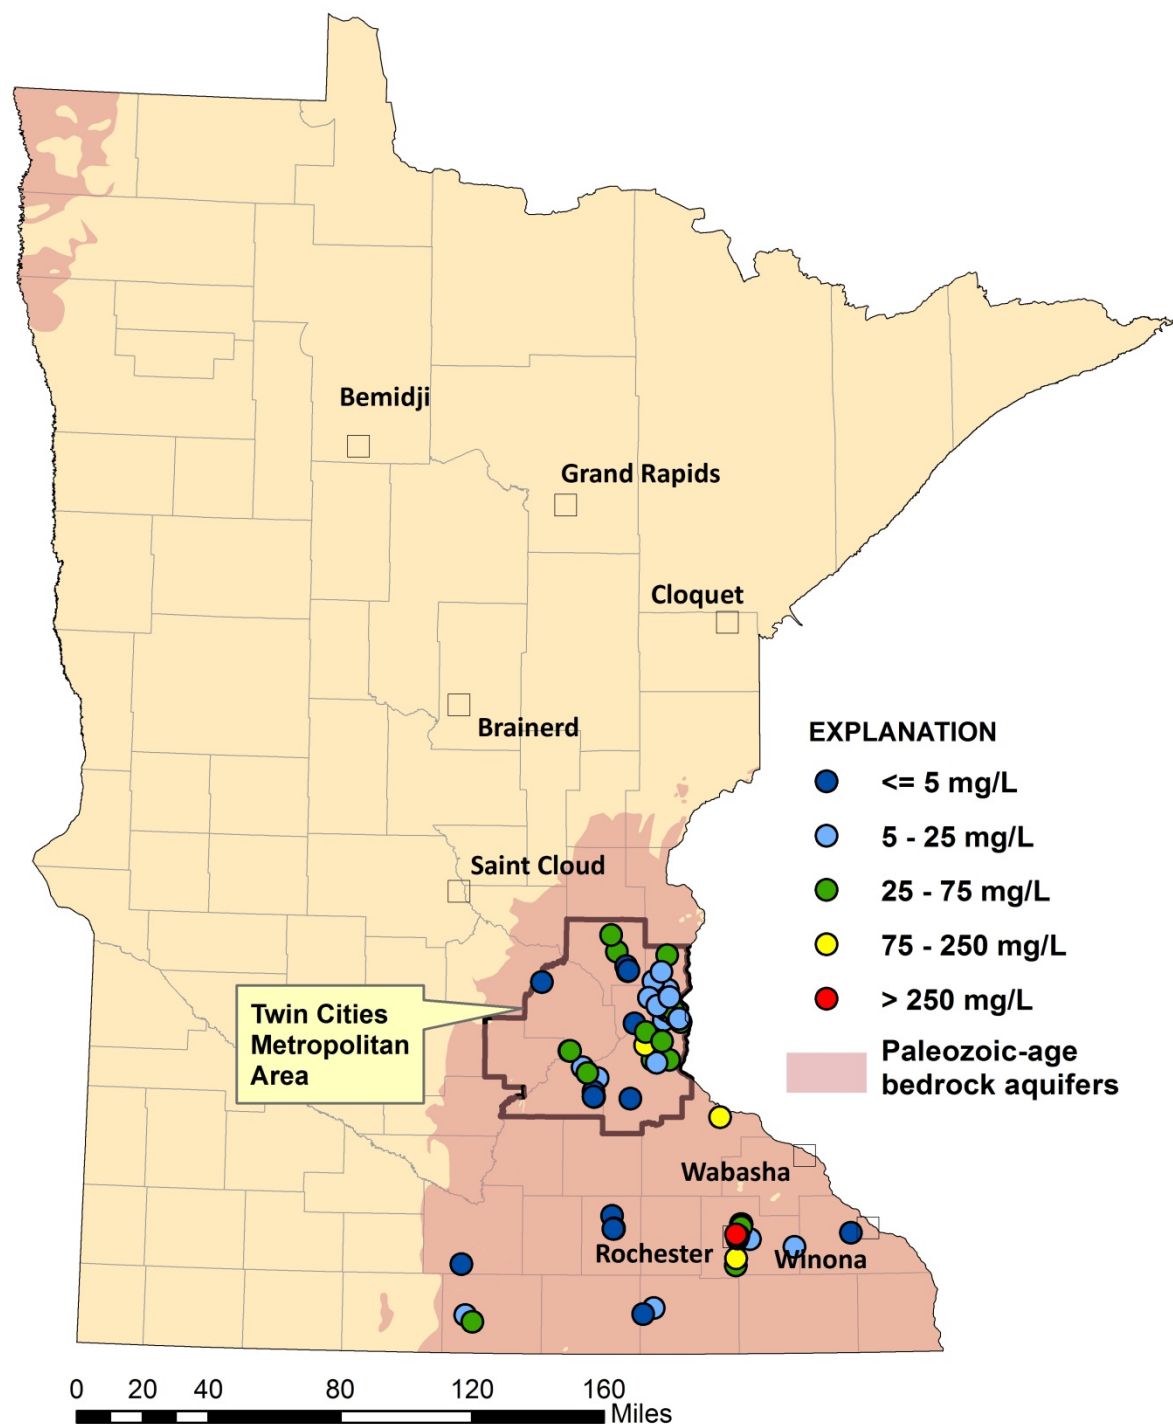 Bemidji
Grand Rapids
Cloquet
Brainerd
EXPLANATION
<= 5 mg/L
5 - 25 mg/L
25 - 75 mg/L
75 - 250 mg/L
> 250 mg/L
Paleozoic-age
bedrock aquifers
Saint Cloud
Twin Cities
Metropolitan
Area
Wabasha
Rochester
Winona
0 20 40 80 120 160
Miles